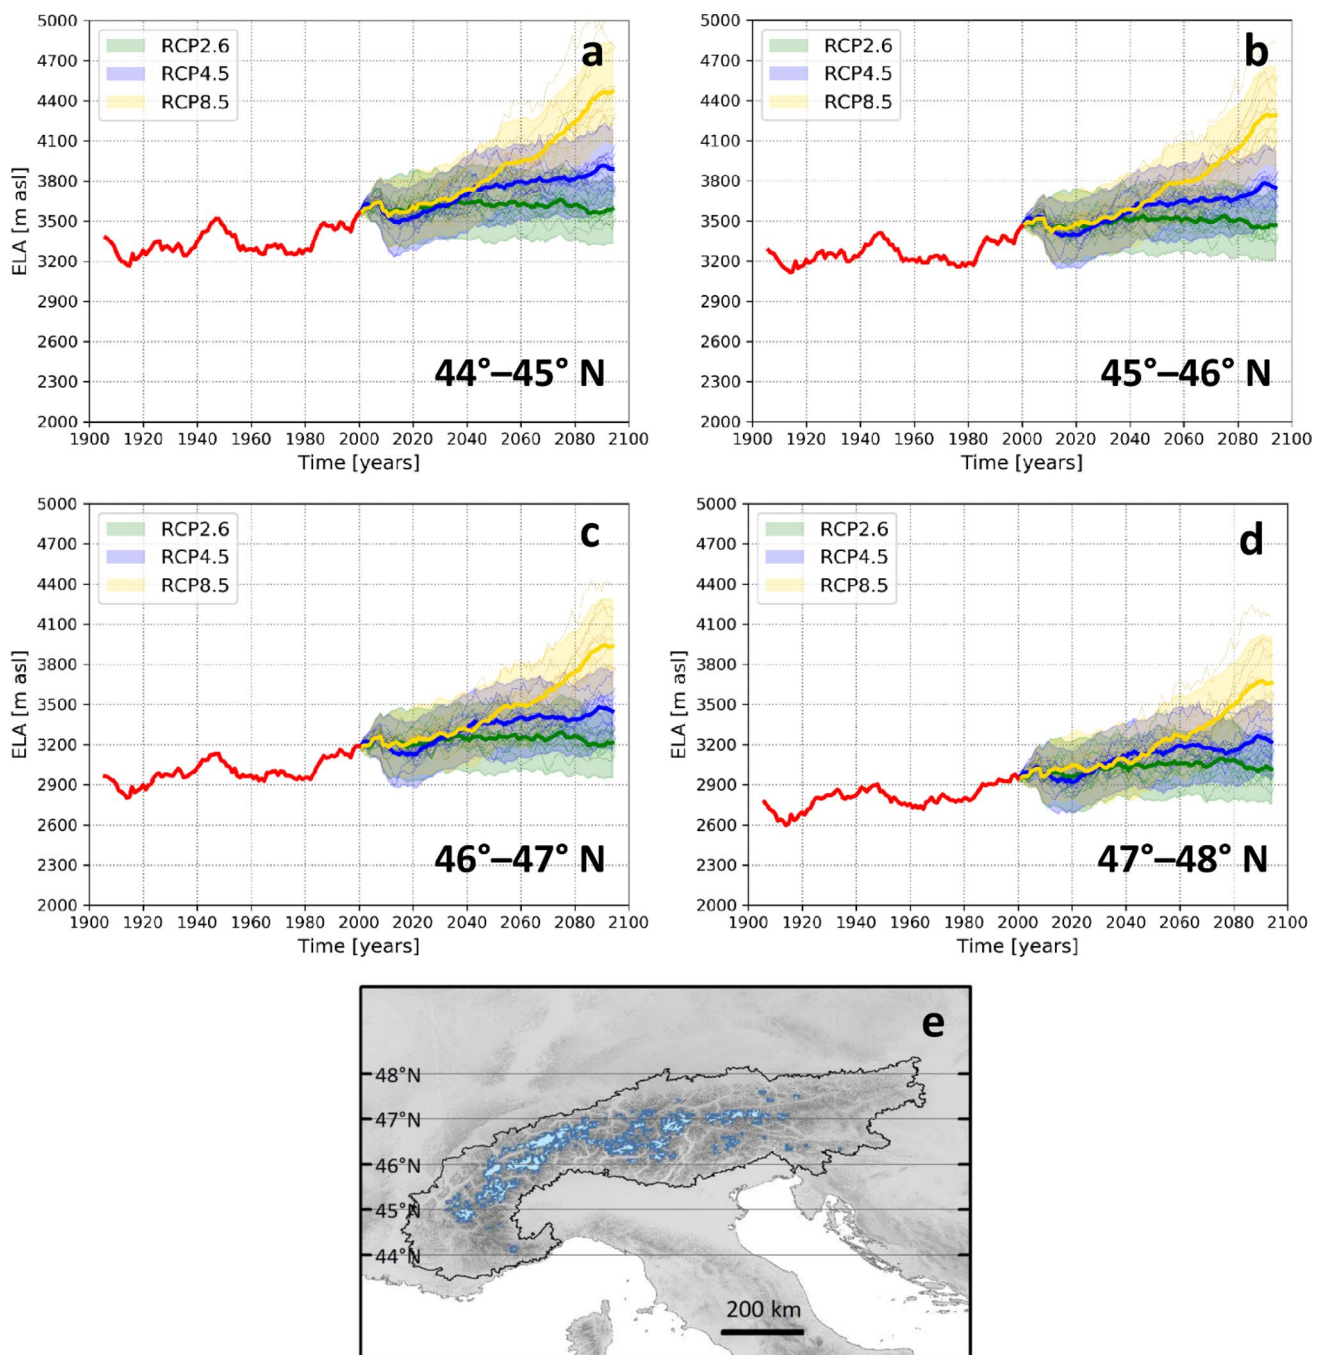 a
RCP2.6
RCP4.5
RCP8.5
5000
4700
4400
4100
3800
3500
3200
2900
2600
2300
2000
ELA [m asl]
44°–45° N
1900 1920 1940 1960 1980 2000 2020 2040 2060 2080 2100
Time [years]
b
RCP2.6
RCP4.5
RCP8.5
5000
4700
4400
4100
3800
3500
3200
2900
2600
2300
2000
ELA [m asl]
45°–46° N
1900 1920 1940 1960 1980 2000 2020 2040 2060 2080 2100
Time [years]
c
RCP2.6
RCP4.5
RCP8.5
5000
4700
4400
4100
3800
3500
3200
2900
2600
2300
2000
ELA [m asl]
46°–47° N
1900 1920 1940 1960 1980 2000 2020 2040 2060 2080 2100
Time [years]
d
RCP2.6
RCP4.5
RCP8.5
5000
4700
4400
4100
3800
3500
3200
2900
2600
2300
2000
ELA [m asl]
47°–48° N
1900 1920 1940 1960 1980 2000 2020 2040 2060 2080 2100
Time [years]
e
48°N
47°N
46°N
45°N
44°N
200 km